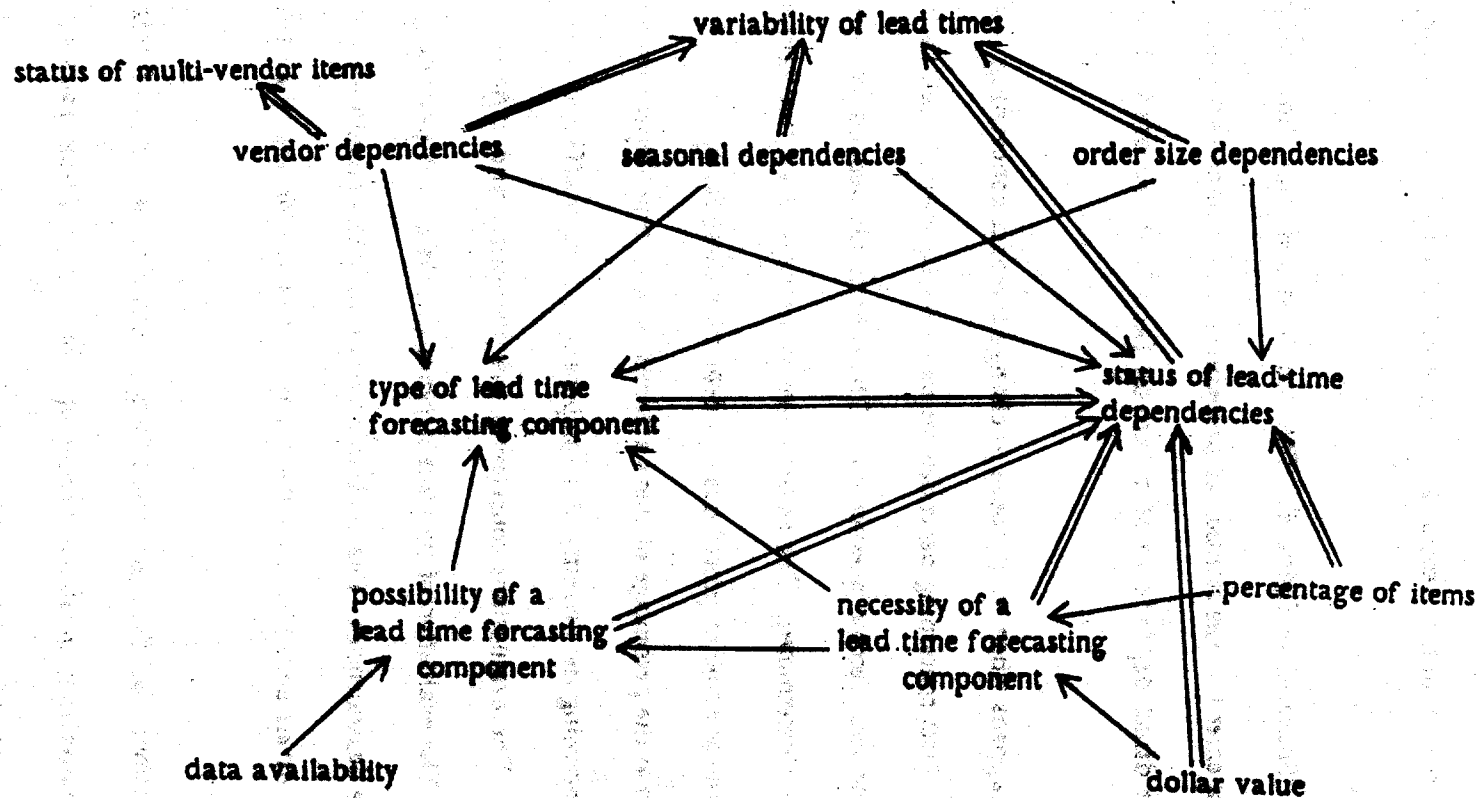 variability of lead times
status of multi-vendor items
vendor dependencies
seasonal dependencies
order size dependencies
type of lead time
forecasting component
status of lead-time
dependencies
possibility of a
lead time forcasting
component
necessity of a
lead time forecasting
component
percentage of items
data availability
dollar value